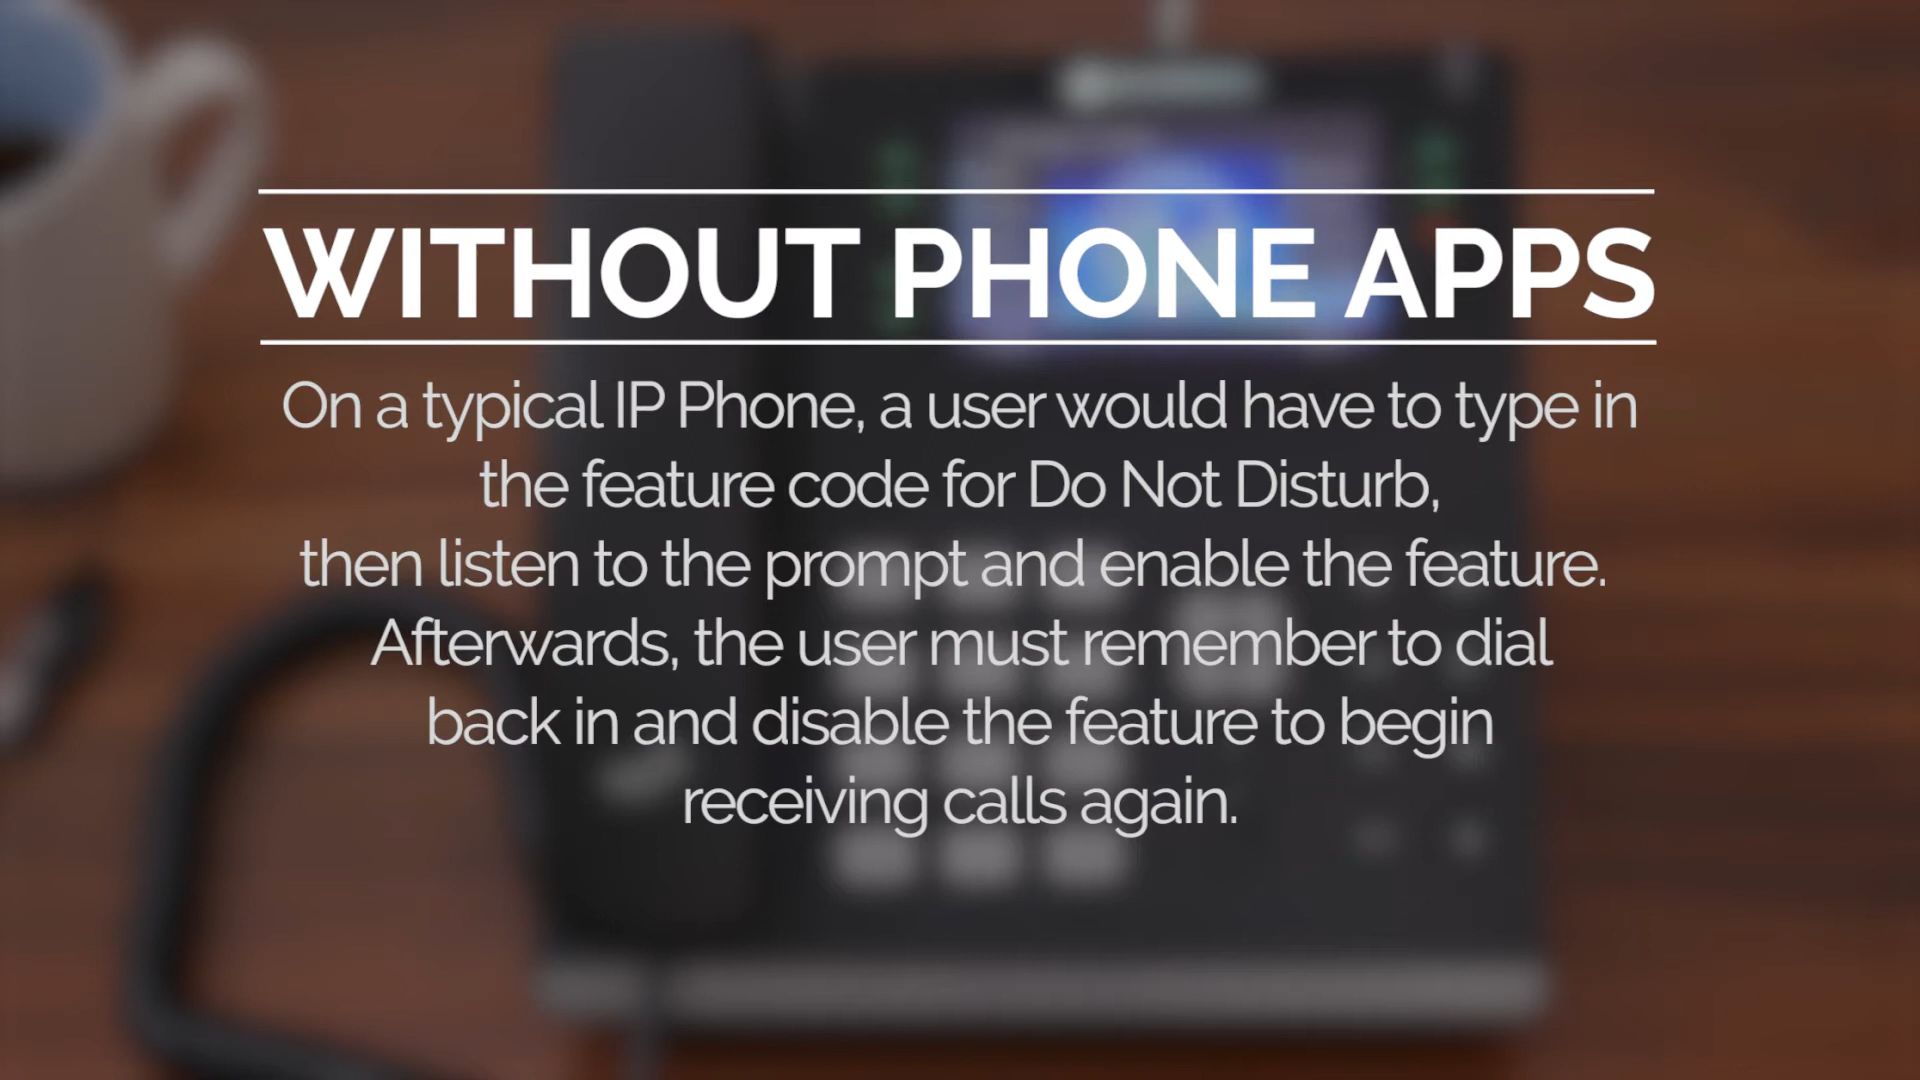 WITHOUT PHONE APPS
On a typical IP Phone, a user would have to type in
the feature code for Do Not Disturb,
then listen to the prompt and enable the feature.
Afterwards, the user must remember to dial
back in and disable the feature to begin
receiving calls again.